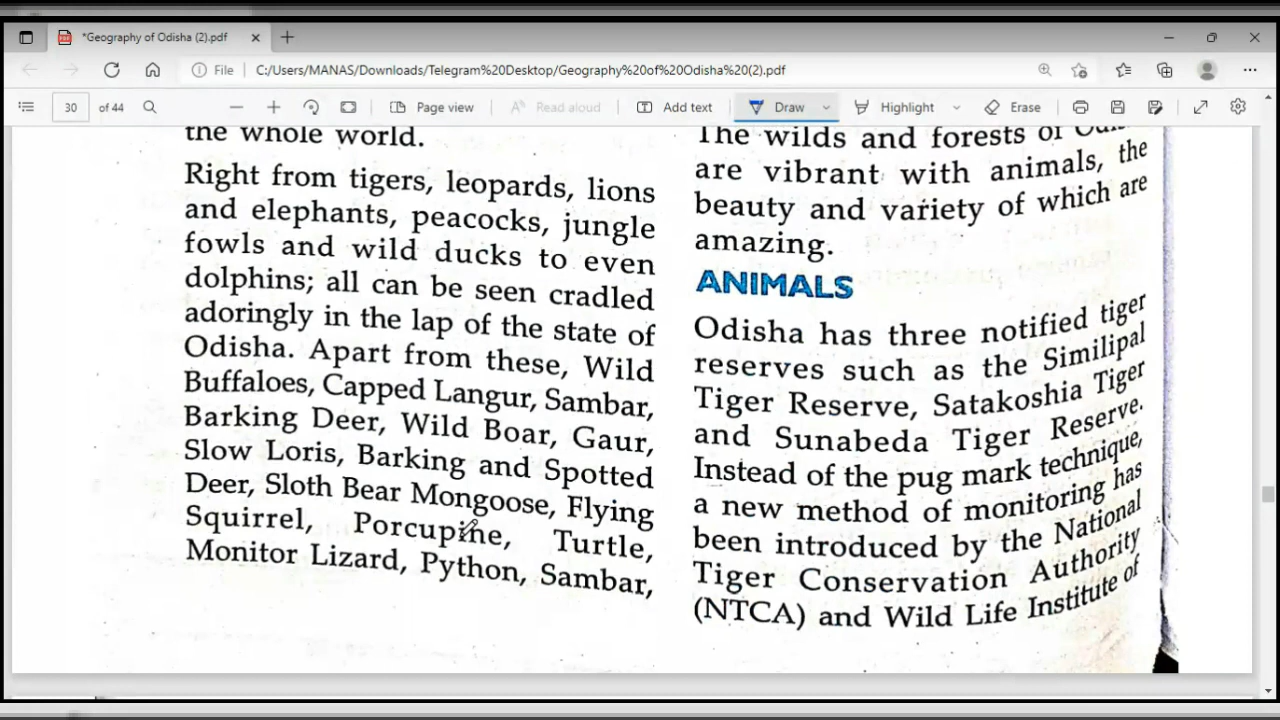 *Geography of Odisha (2).pdf
File
C:/Users/MANAS/Downloads/Telegram%20Desktop/Geography%20of%20Odisha%20(2).pdf
30 of 44
Page view
Read aloud
Add text
Draw
Highlight
Erase
the whole world.
Right from tigers, leopards, lions
and elephants, peacocks, jungle
fowls and wild ducks to even
dolphins; all can be seen cradled
adoringly in the lap of the state of
Odisha. Apart from these, Wild
Buffaloes, Capped Langur, Sambar,
Barking Deer, Wild Boar, Gaur,
Slow Loris, Barking and Spotted
Deer, Sloth Bear Mongoose, Flying
Squirrel, Porcupine, Turtle,
Monitor Lizard, Python, Sambar,
The wilds and forests of
are vibrant with animals, the
beauty and variety of which are
amazing.
ANIMALS
Odisha has three notified tiger
reserves such as the Similipal
Tiger Reserve, Satakoshia Tiger
and Sunabeda Tiger Reserve.
Instead of the pug mark technique,
a new method of monitoring has
been introduced by the National
Tiger Conservation Authority
(NTCA) and Wild Life Institute of